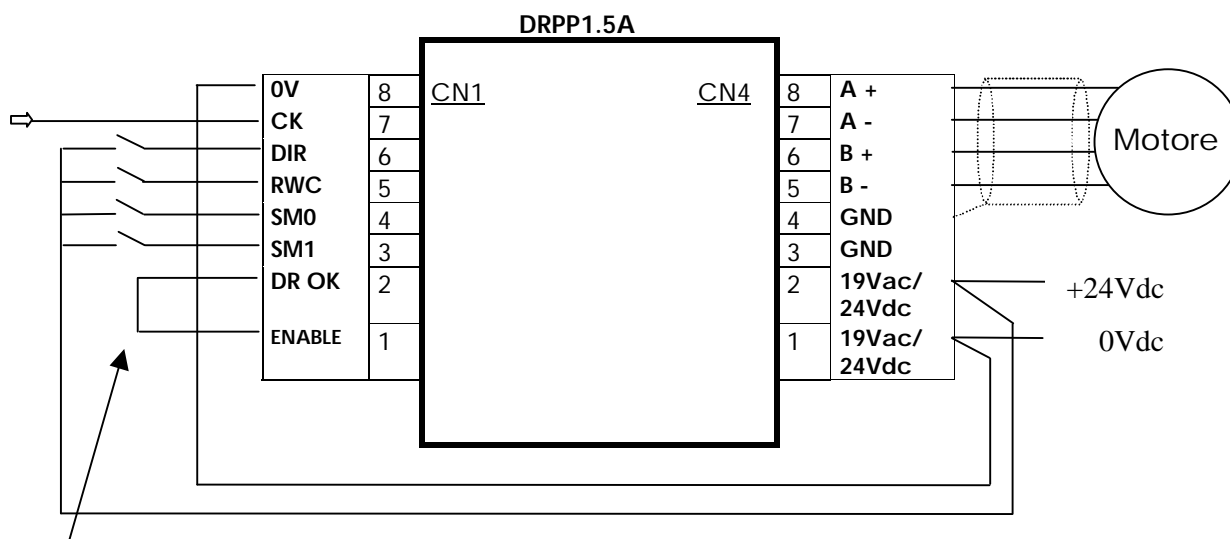 DRPP1.5A
0V 8 CN1
CK 7
DIR 6
RWC 5
SM0 4
SM1 3
DR OK 2
ENABLE 1
CN4 8 A +
7 A -
6 B +
5 B -
4 GND
3 GND
2 19Vac/
24Vdc
1 19Vac/
24Vdc
Motore
+24Vdc
0Vdc